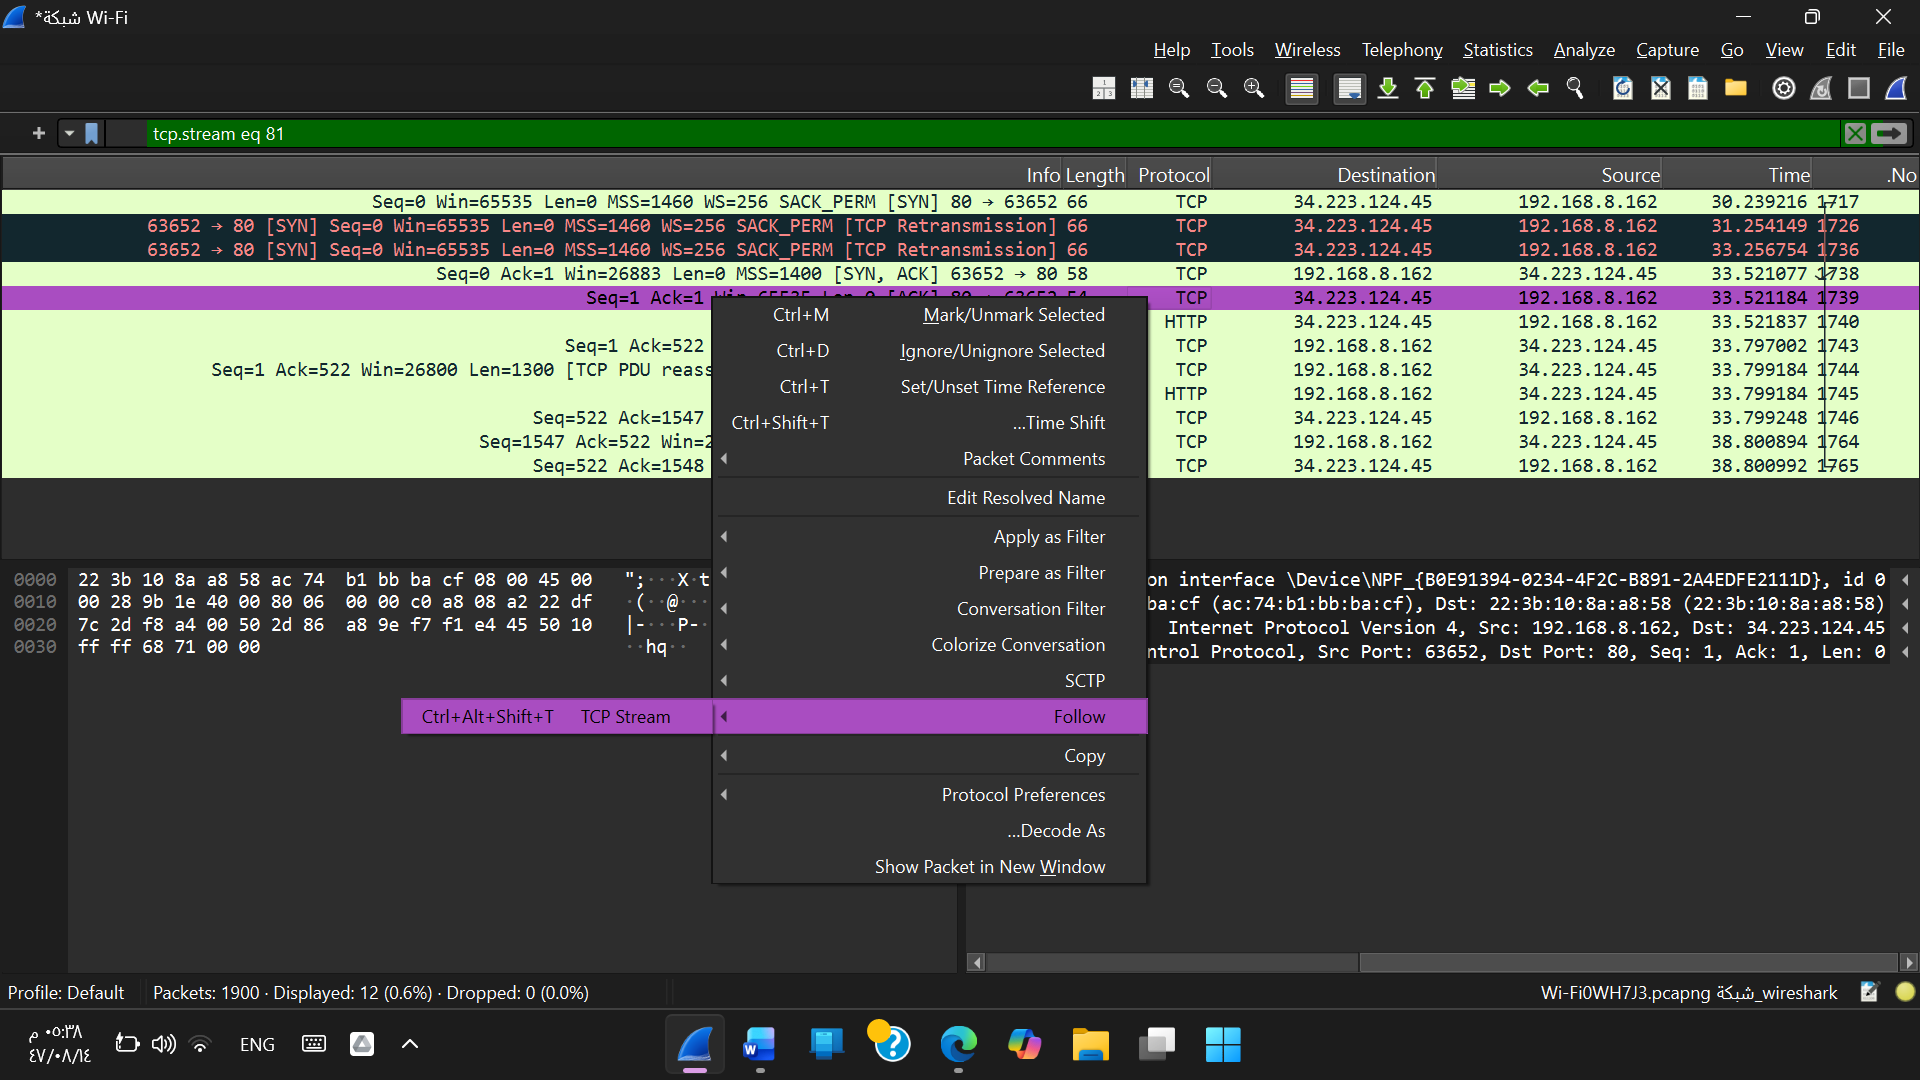 *شبكة Wi-Fi
Help Tools Wireless Telephony Statistics Analyze Capture Go View Edit File
tcp.stream eq 81
Info Length Protocol Destination Source Time .No
Seq=0 Win=65535 Len=0 MSS=1460 WS=256 SACK_PERM [SYN] 80 → 63652 66 TCP 34.223.124.45 192.168.8.162 30.239216 1717
63652 → 80 [SYN] Seq=0 Win=65535 Len=0 MSS=1460 WS=256 SACK_PERM [TCP Retransmission] 66 TCP 34.223.124.45 192.168.8.162 31.254149 1726
63652 → 80 [SYN] Seq=0 Win=65535 Len=0 MSS=1460 WS=256 SACK_PERM [TCP Retransmission] 66 TCP 34.223.124.45 192.168.8.162 33.256754 1736
Seq=0 Ack=1 Win=26883 Len=0 MSS=1400 [SYN, ACK] 63652 → 80 58 TCP 192.168.8.162 34.223.124.45 33.521077 1738
Seq=1 Ack=1 TCP 34.223.124.45 192.168.8.162 33.521184 1739
HTTP 34.223.124.45 192.168.8.162 33.521837 1740
Seq=1 Ack=522 TCP 192.168.8.162 34.223.124.45 33.797002 1743
Seq=1 Ack=522 Win=26800 Len=1300 [TCP PDU reass TCP 192.168.8.162 34.223.124.45 33.799184 1744
HTTP 192.168.8.162 34.223.124.45 33.799184 1745
Seq=522 Ack=1547 TCP 34.223.124.45 192.168.8.162 33.799248 1746
Seq=1547 Ack=522 Win=2 TCP 192.168.8.162 34.223.124.45 38.800894 1764
Seq=522 Ack=1548 TCP 34.223.124.45 192.168.8.162 38.800992 1765
Ctrl+M Mark/Unmark Selected
Ctrl+D Ignore/Unignore Selected
Ctrl+T Set/Unset Time Reference
Ctrl+Shift+T ...Time Shift
Packet Comments
Edit Resolved Name
Apply as Filter
Prepare as Filter
Conversation Filter
Colorize Conversation
SCTP
Ctrl+Alt+Shift+T TCP Stream Follow
Copy
Protocol Preferences
...Decode As
Show Packet in New Window
0000 22 3b 10 8a a8 58 ac 74 b1 bb ba cf 08 00 45 00 ";···X·t
0010 00 28 9b 1e 40 00 80 06 00 00 c0 a8 08 a2 22 df ·(··@···
0020 7c 2d f8 a4 00 50 2d 86 a8 9e f7 f1 e4 45 50 10 |-···P-·
0030 ff ff 68 71 00 00 ··hq··
on interface \Device\NPF_{B0E91394-0234-4F2C-B891-2A4EDFE2111D}, id 0
ba:cf (ac:74:b1:bb:ba:cf), Dst: 22:3b:10:8a:a8:58 (22:3b:10:8a:a8:58)
Internet Protocol Version 4, Src: 192.168.8.162, Dst: 34.223.124.45
ntrol Protocol, Src Port: 63652, Dst Port: 80, Seq: 1, Ack: 1, Len: 0
Profile: Default Packets: 1900 · Displayed: 12 (0.6%) · Dropped: 0 (0.0%) Wi-Fi0WH7J3.pcapng شبكة_wireshark
٠٥:٣٨ م
٤٧/٠٨/١٤
ENG